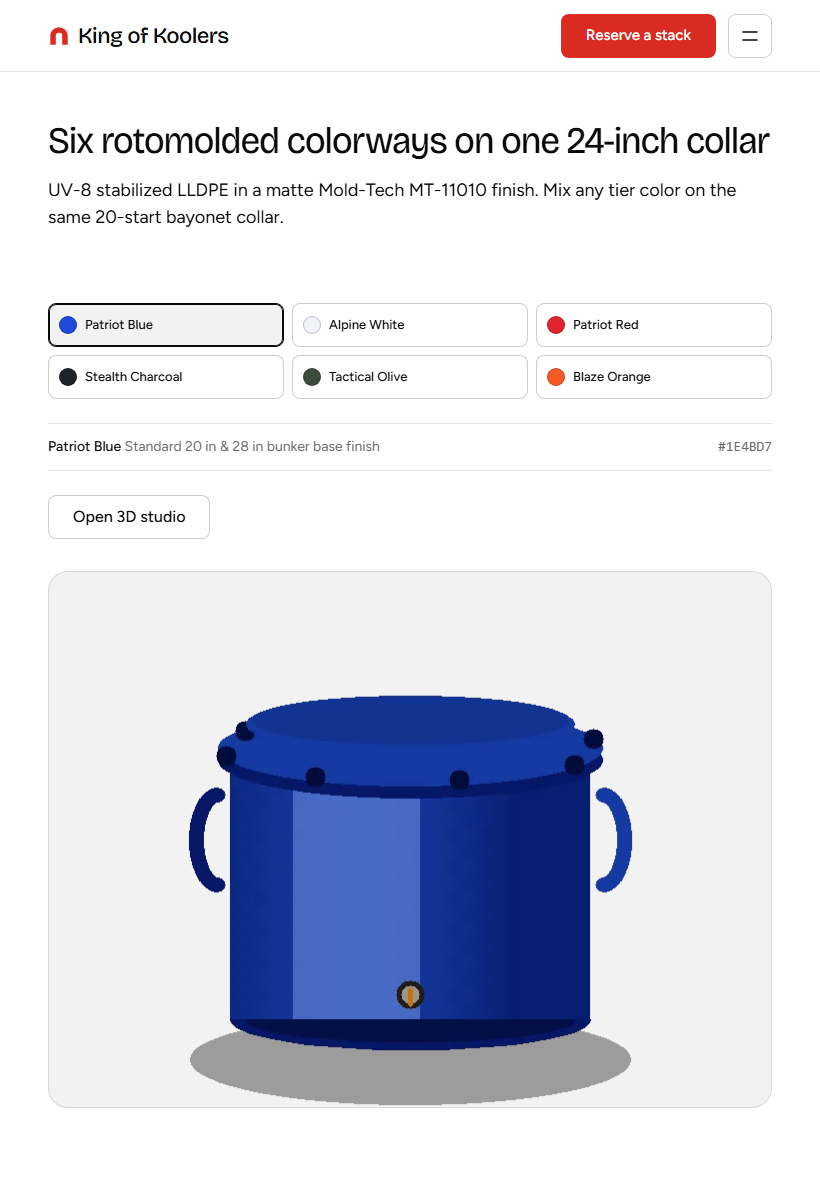 King of Koolers
Reserve a stack
Six rotomolded colorways on one 24-inch collar
UV-8 stabilized LLDPE in a matte Mold-Tech MT-11010 finish. Mix any tier color on the
same 20-start bayonet collar.
Patriot Blue
Alpine White
Patriot Red
Stealth Charcoal
Tactical Olive
Blaze Orange
Patriot Blue Standard 20 in & 28 in bunker base finish
#1E4BD7
Open 3D studio